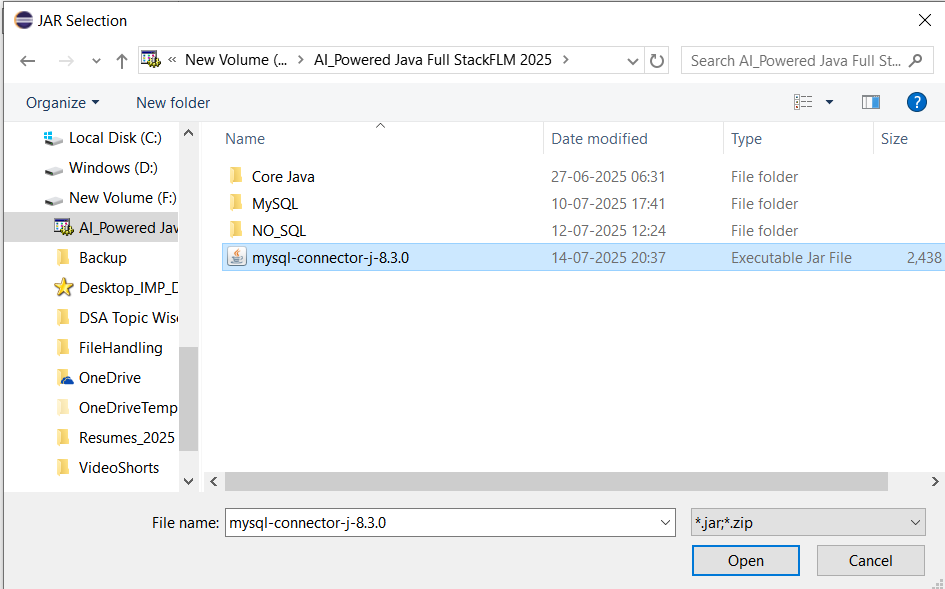 JAR Selection
« New Volume (... > AI_Powered Java Full StackFLM 2025 >
Search AI_Powered Java Full St...
Organize
New folder
?
Local Disk (C:)
Windows (D:)
New Volume (F:)
AI_Powered Jav
Backup
Desktop_IMP_D
DSA Topic Wis
FileHandling
OneDrive
OneDriveTemp
Resumes_2025
VideoShorts
Name Date modified Type Size
Core Java 27-06-2025 06:31 File folder
MySQL 10-07-2025 17:41 File folder
NO_SQL 12-07-2025 12:24 File folder
mysql-connector-j-8.3.0 14-07-2025 20:37 Executable Jar File 2,438
File name: mysql-connector-j-8.3.0
*.jar;*.zip
Open
Cancel